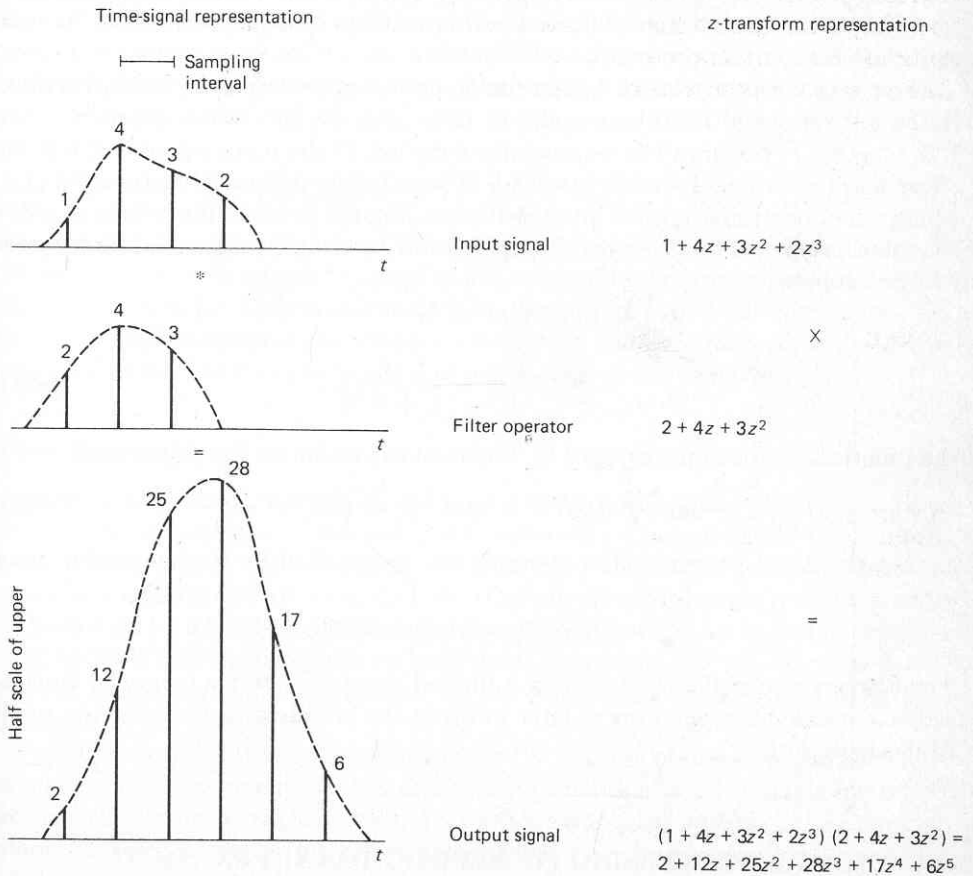 Time-signal representation
z-transform representation
Sampling
interval
4
3
2
1
t
Input signal
1 + 4z + 3z² + 2z³
*
4
3
2
X
t
Filter operator
2 + 4z + 3z²
=
28
25
17
=
12
6
2
Half scale of upper
t
Output signal
(1 + 4z + 3z² + 2z³) (2 + 4z + 3z²) =
2 + 12z + 25z² + 28z³ + 17z⁴ + 6z⁵